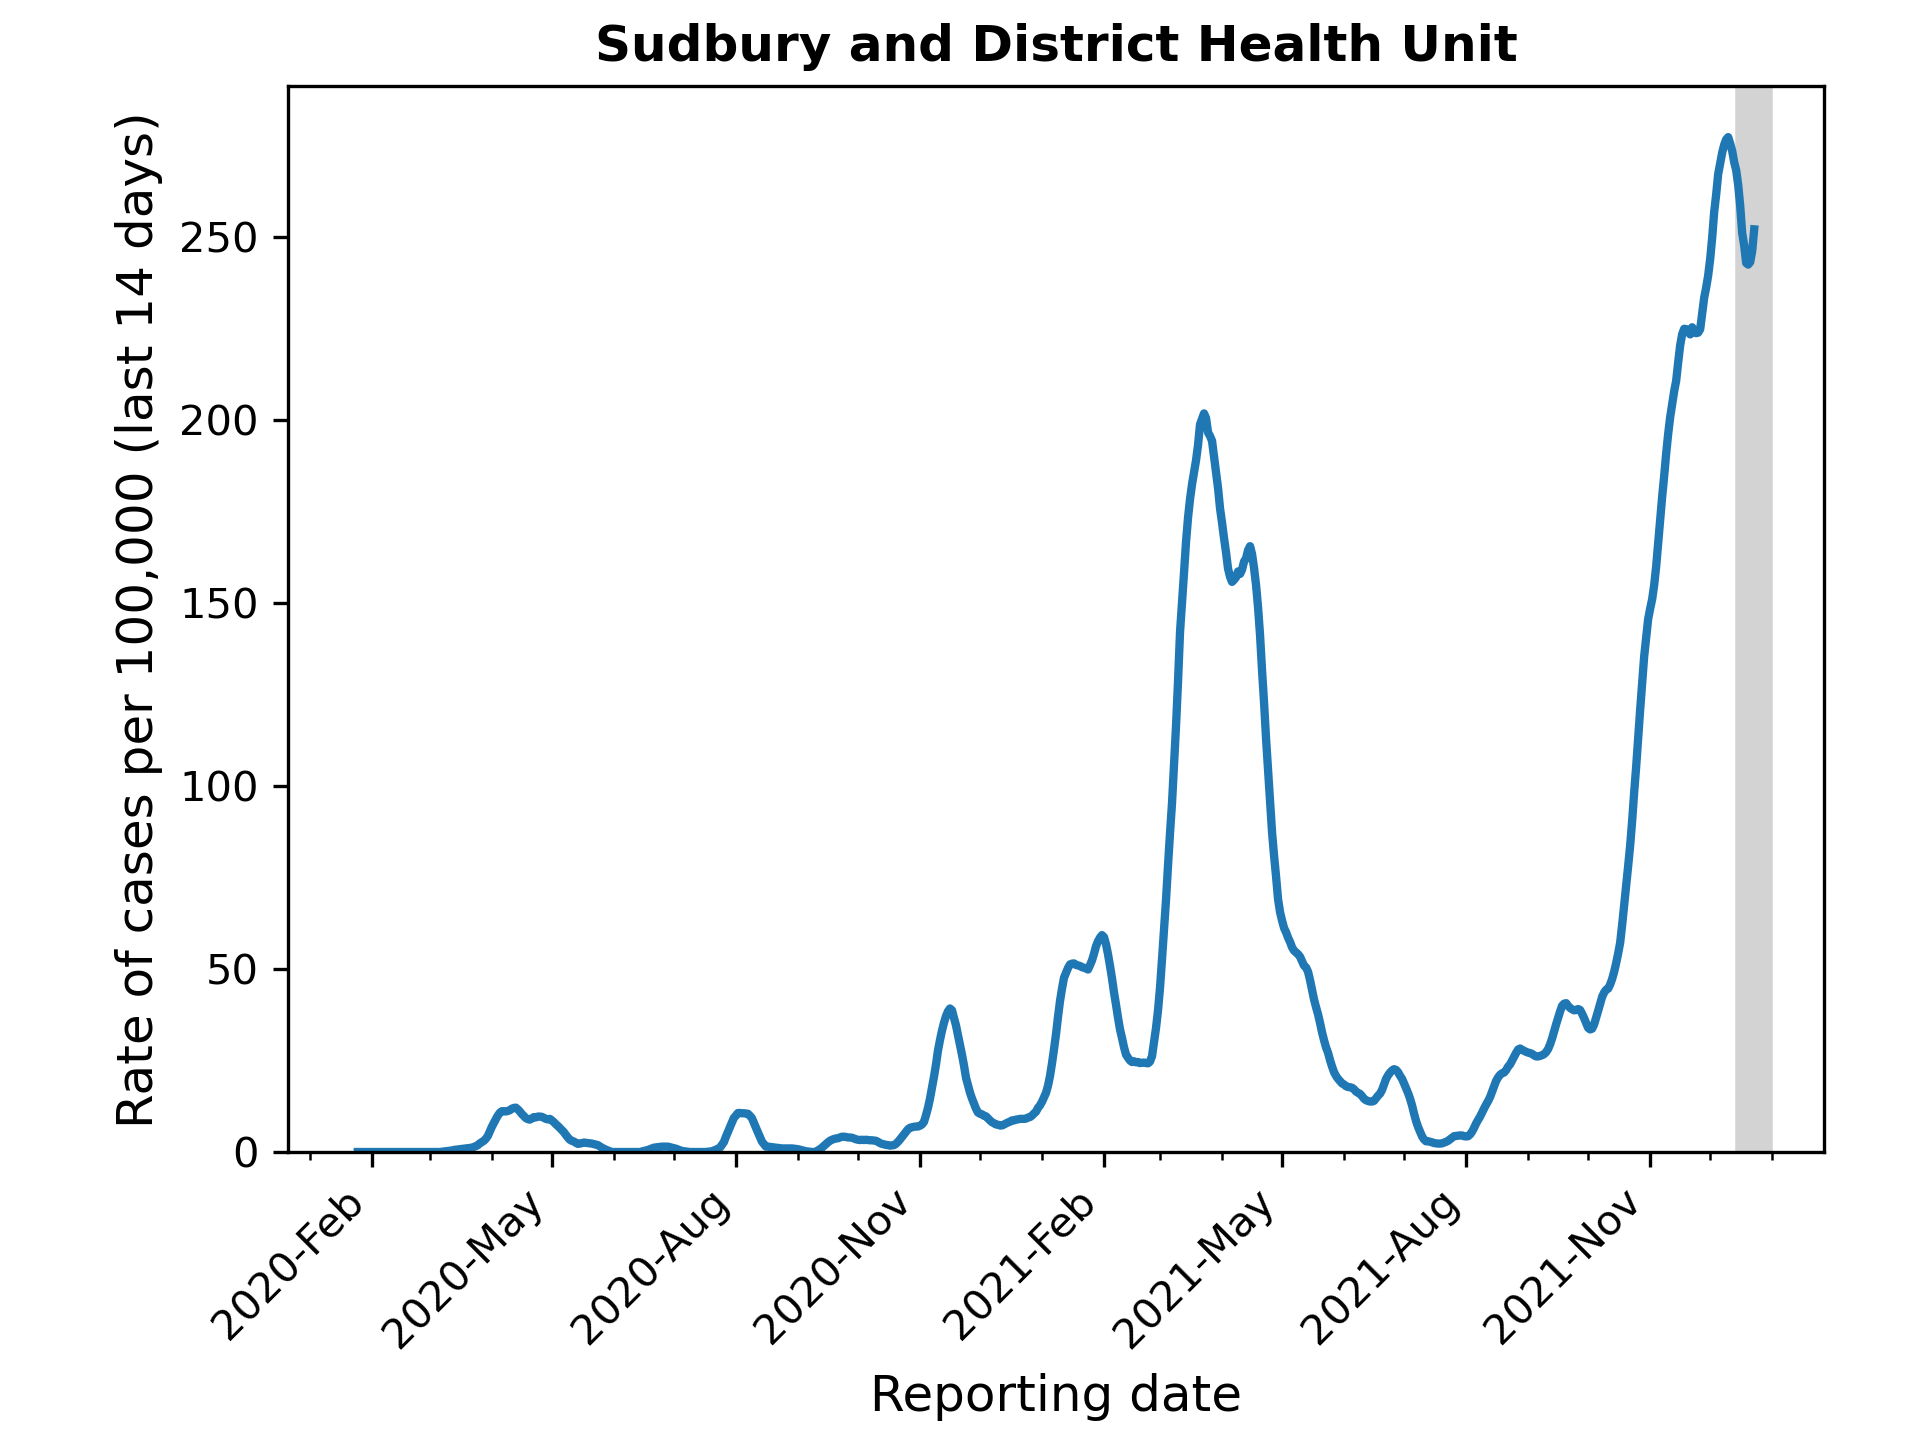 Sudbury and District Health Unit
Rate of cases per 100,000 (last 14 days)
250
200
150
100
50
0
2020-Feb
2020-May
2020-Aug
2020-Nov
2021-Feb
2021-May
2021-Aug
2021-Nov
Reporting date